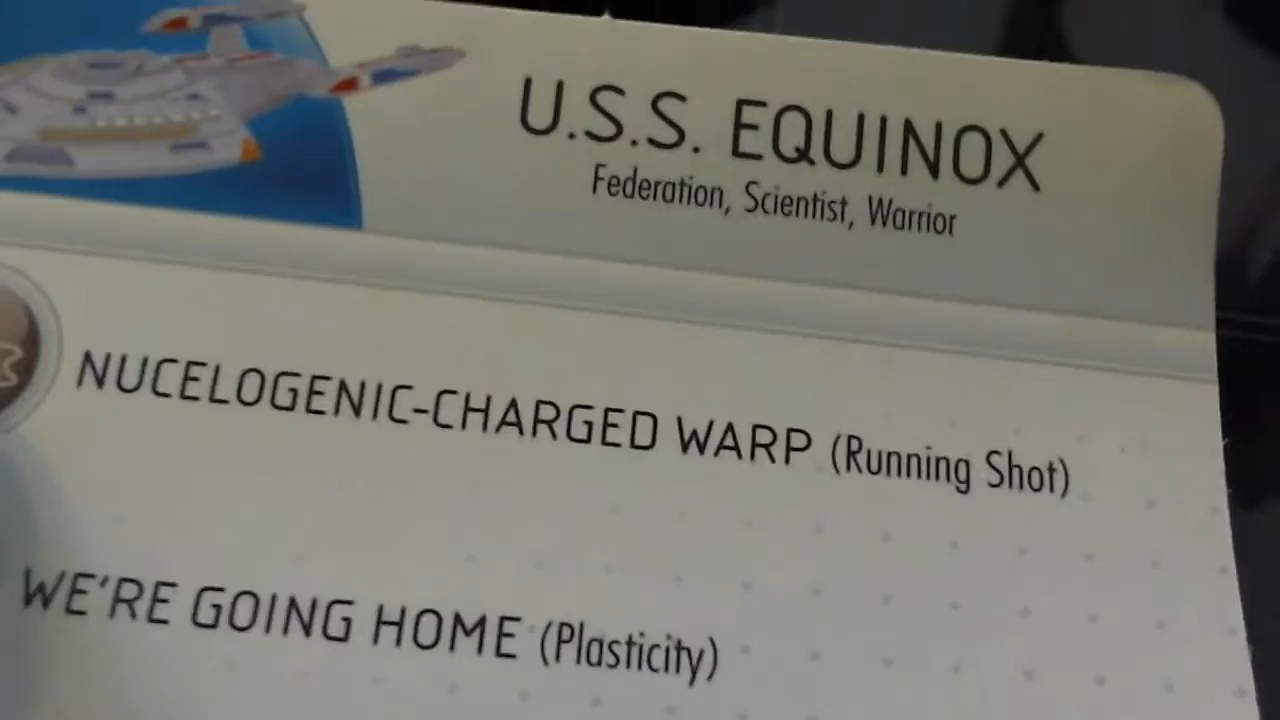 U.S.S. EQUINOX
Federation, Scientist, Warrior
NUCELOGENIC-CHARGED WARP (Running Shot)
WE'RE GOING HOME (Plasticity)